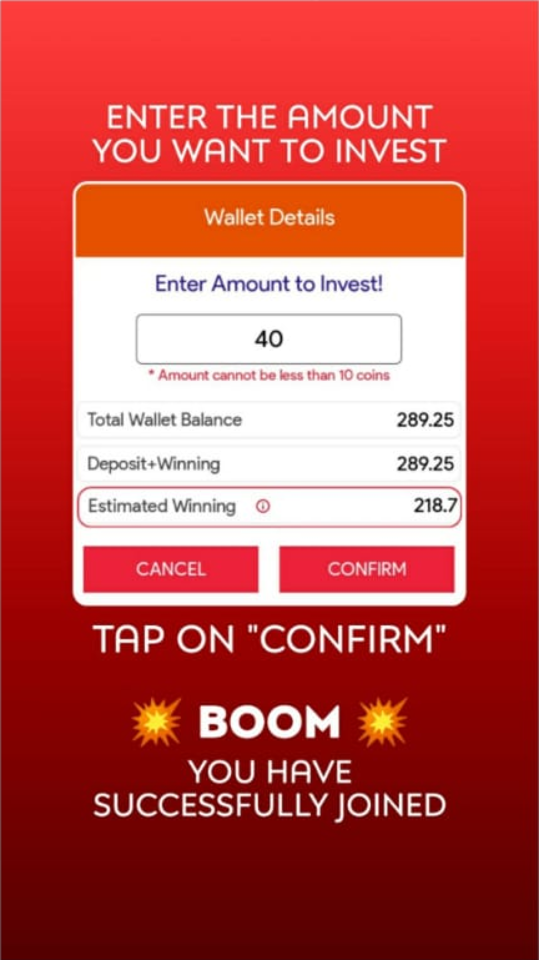 ENTER THE AMOUNT
YOU WANT TO INVEST
Wallet Details
Enter Amount to Invest!
40
* Amount cannot be less than 10 coins
Total Wallet Balance 289.25
Deposit+Winning 289.25
Estimated Winning 218.7
CANCEL CONFIRM
TAP ON "CONFIRM"
BOOM
YOU HAVE
SUCCESSFULLY JOINED